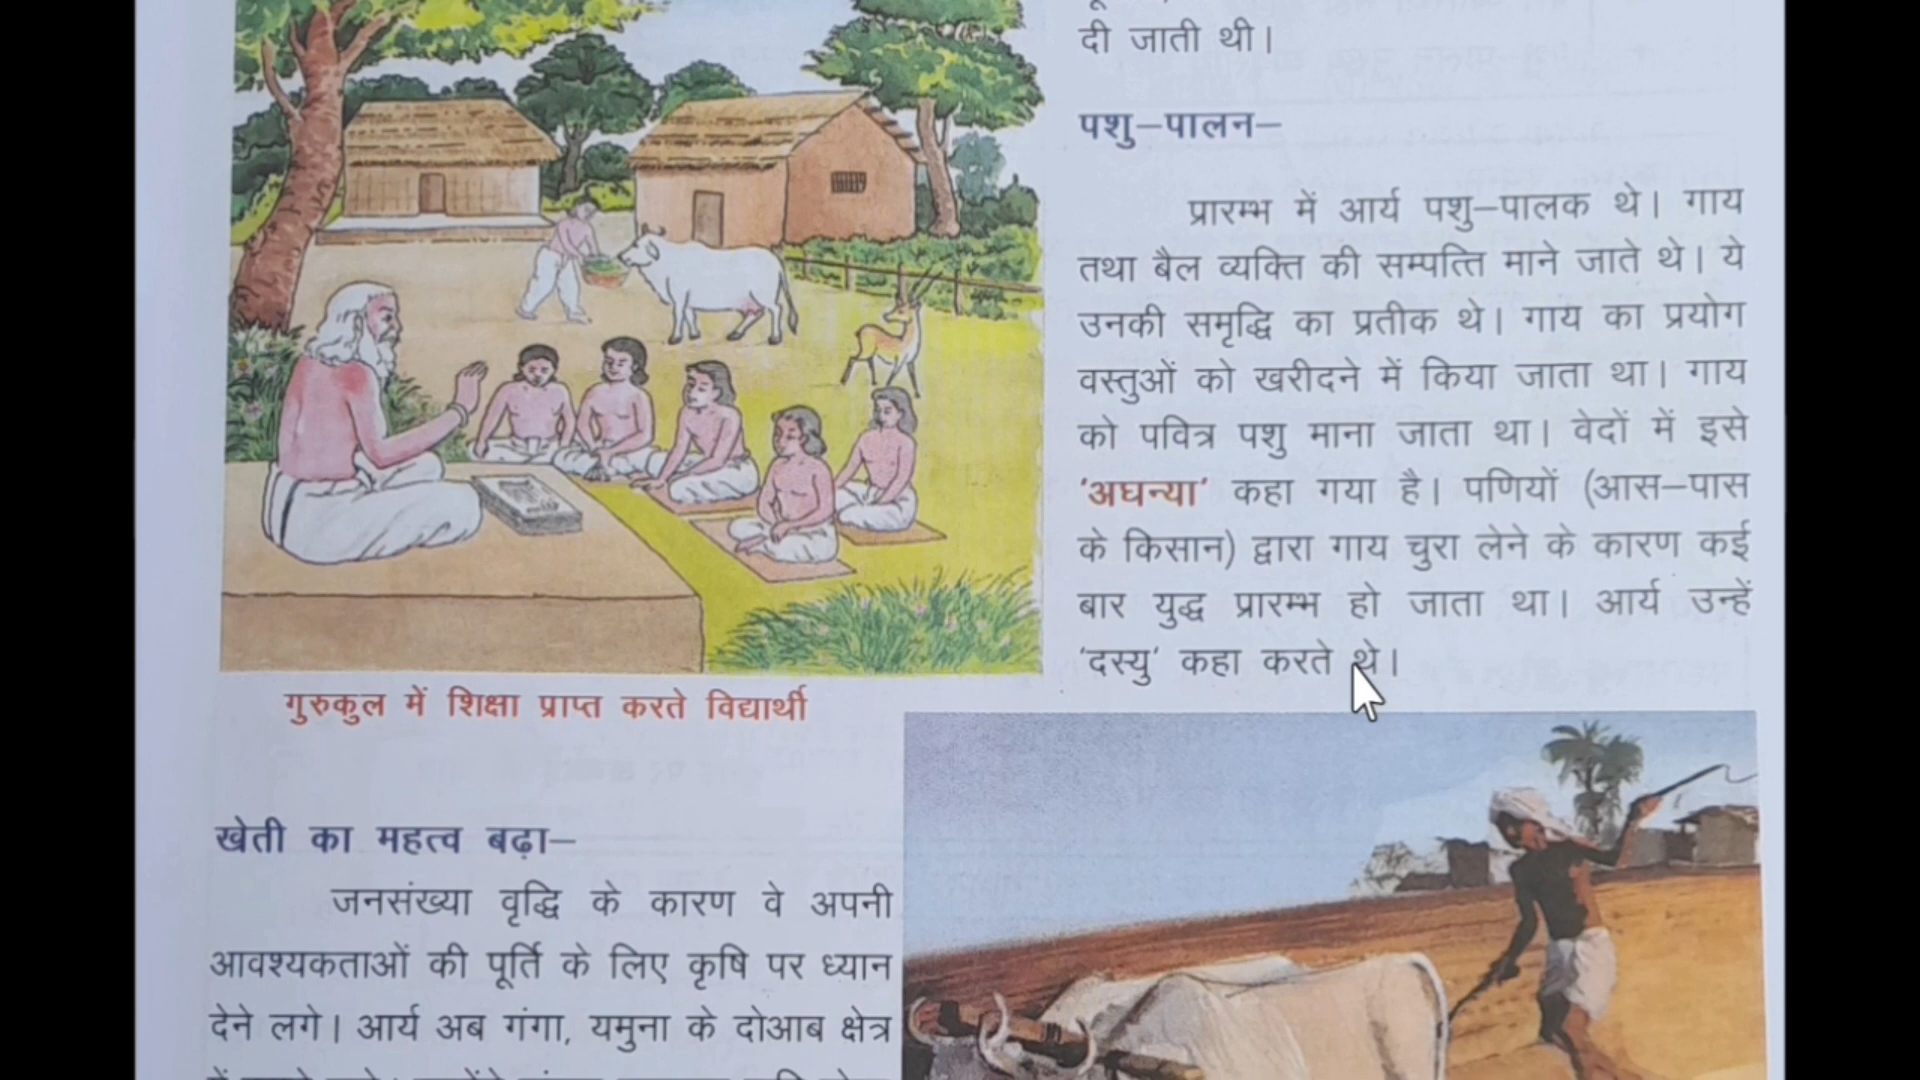 दी जाती थी।
पशु–पालन–
प्रारम्भ में आर्य पशु–पालक थे। गाय
तथा बैल व्यक्ति की सम्पत्ति माने जाते थे। ये
उनकी समृद्धि का प्रतीक थे। गाय का प्रयोग
वस्तुओं को खरीदने में किया जाता था। गाय
को पवित्र पशु माना जाता था। वेदों में इसे
‘अघन्या’ कहा गया है। पणियों (आस–पास
के किसान) द्वारा गाय चुरा लेने के कारण कई
बार युद्ध प्रारम्भ हो जाता था। आर्य उन्हें
‘दस्यु’ कहा करते थे।
गुरुकुल में शिक्षा प्राप्त करते विद्यार्थी
खेती का महत्व बढ़ा–
जनसंख्या वृद्धि के कारण वे अपनी
आवश्यकताओं की पूर्ति के लिए कृषि पर ध्यान
देने लगे। आर्य अब गंगा, यमुना के दोआब क्षेत्र